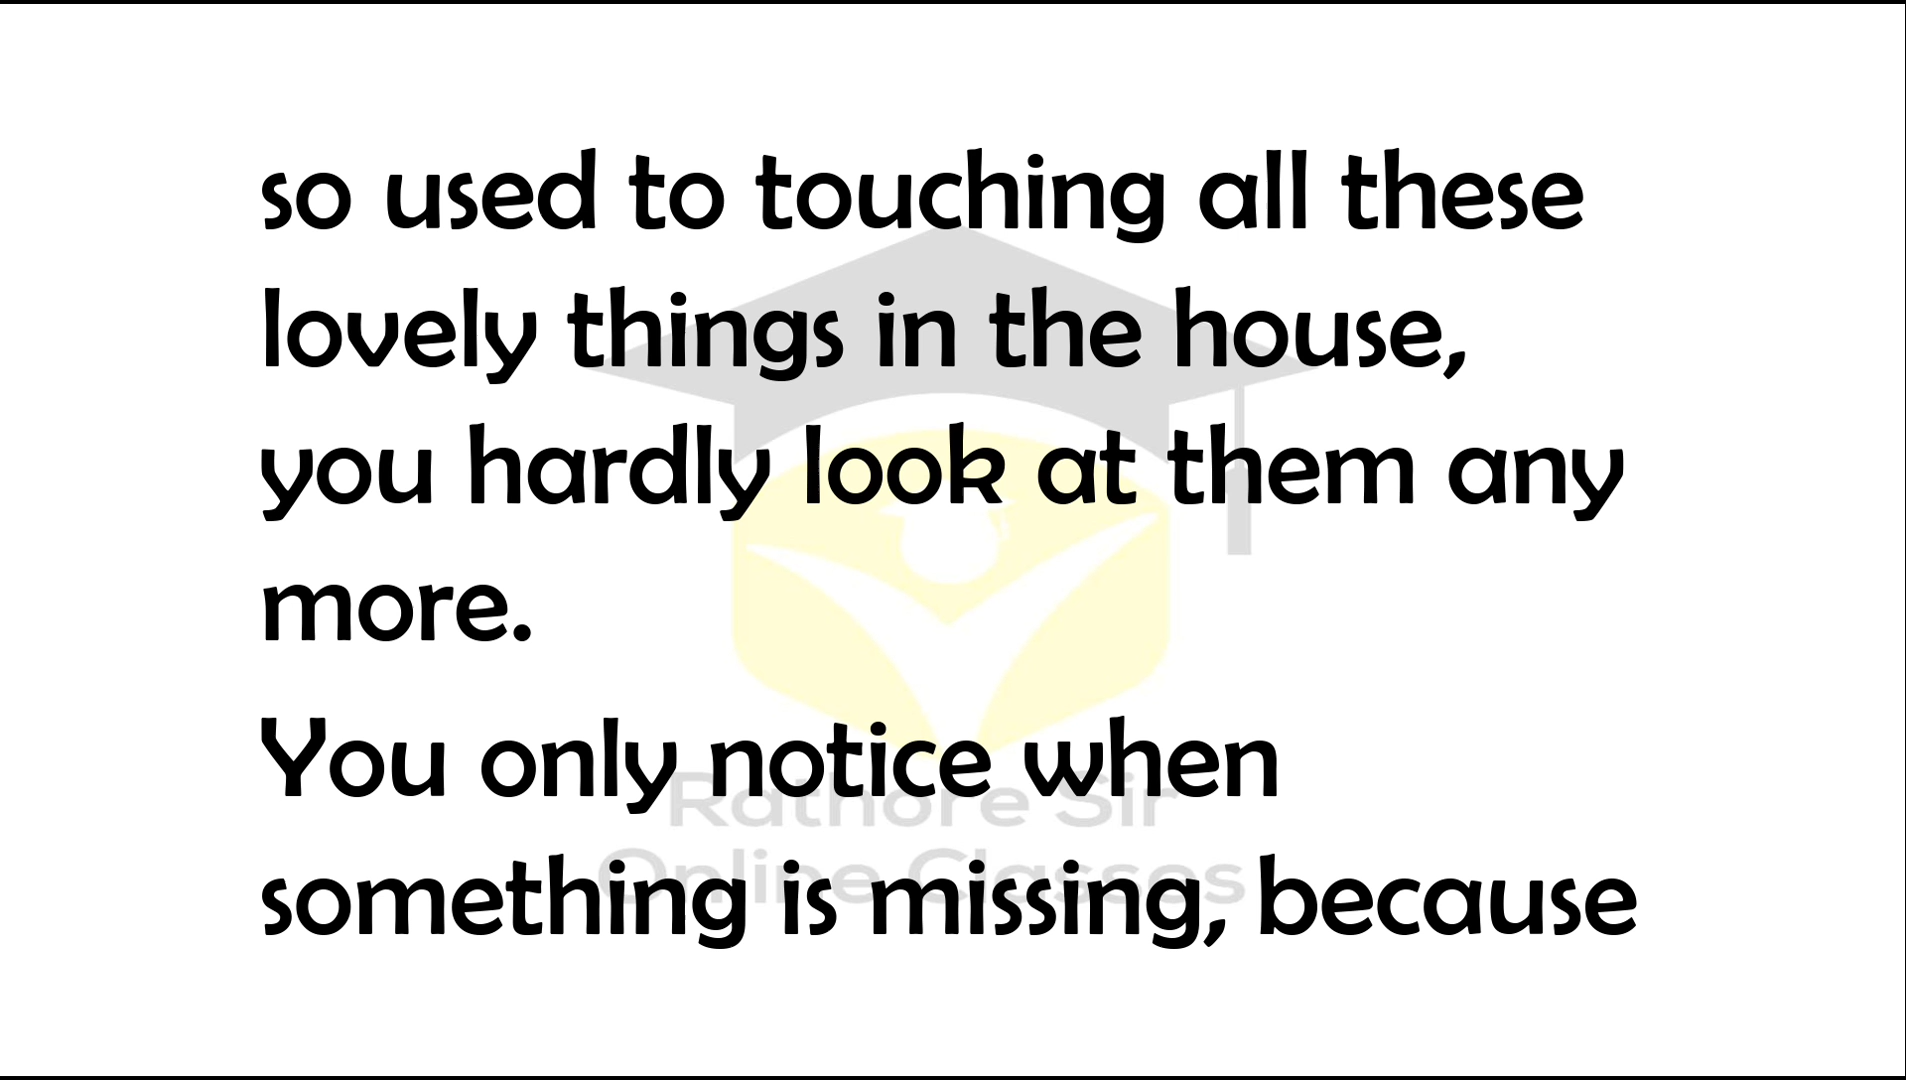 so used to touching all these
lovely things in the house,
you hardly look at them any
more.
You only notice when
Rathore Sir
something is missing, because
Online Classes